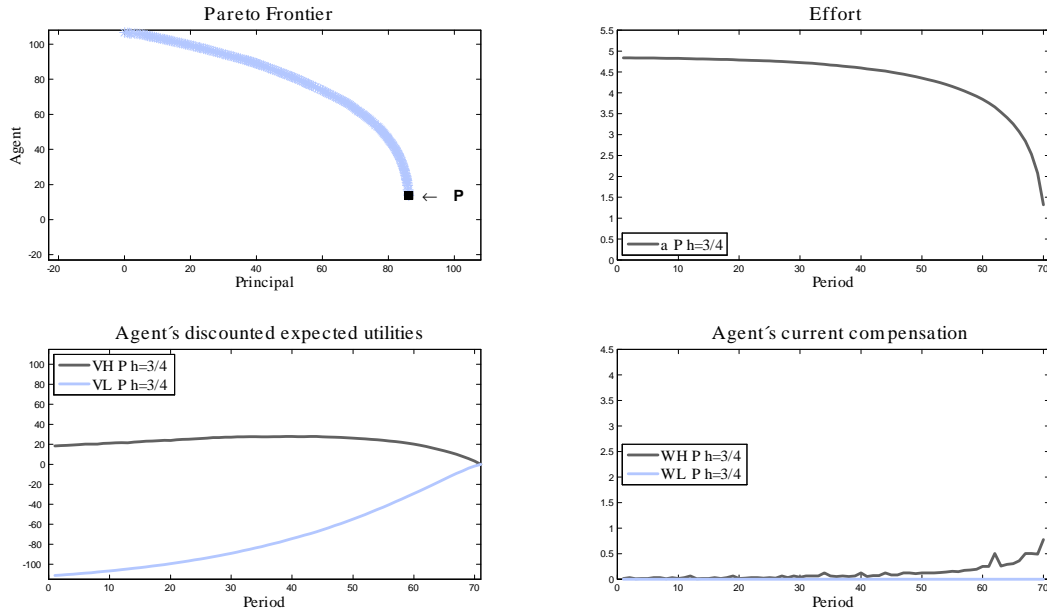 Pareto Frontier
100
80
60
40
20
0
-20
Agent
-20 0 20 40 60 80 100
Principal
← P
Effort
5.5
5
4.5
4
3.5
3
2.5
2
1.5
1
0.5
0
a P h=3/4
0 10 20 30 40 50 60 70
Period
Agent´s discounted expected utilities
100
80
60
40
20
0
-20
-40
-60
-80
-100
VH P h=3/4
VL P h=3/4
0 10 20 30 40 50 60 70
Period
Agent´s current compensation
4.5
4
3.5
3
2.5
2
1.5
1
0.5
0
WH P h=3/4
WL P h=3/4
0 10 20 30 40 50 60 70
Period